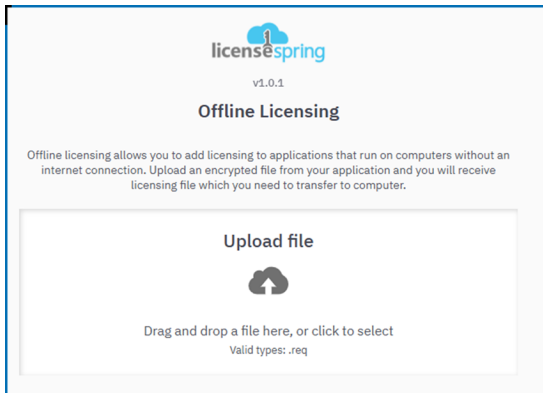 1
licensespring
v1.0.1
Offline Licensing
Offline licensing allows you to add licensing to applications that run on computers without an
internet connection. Upload an encrypted file from your application and you will receive
licensing file which you need to transfer to computer.
Upload file
Drag and drop a file here, or click to select
Valid types: .req